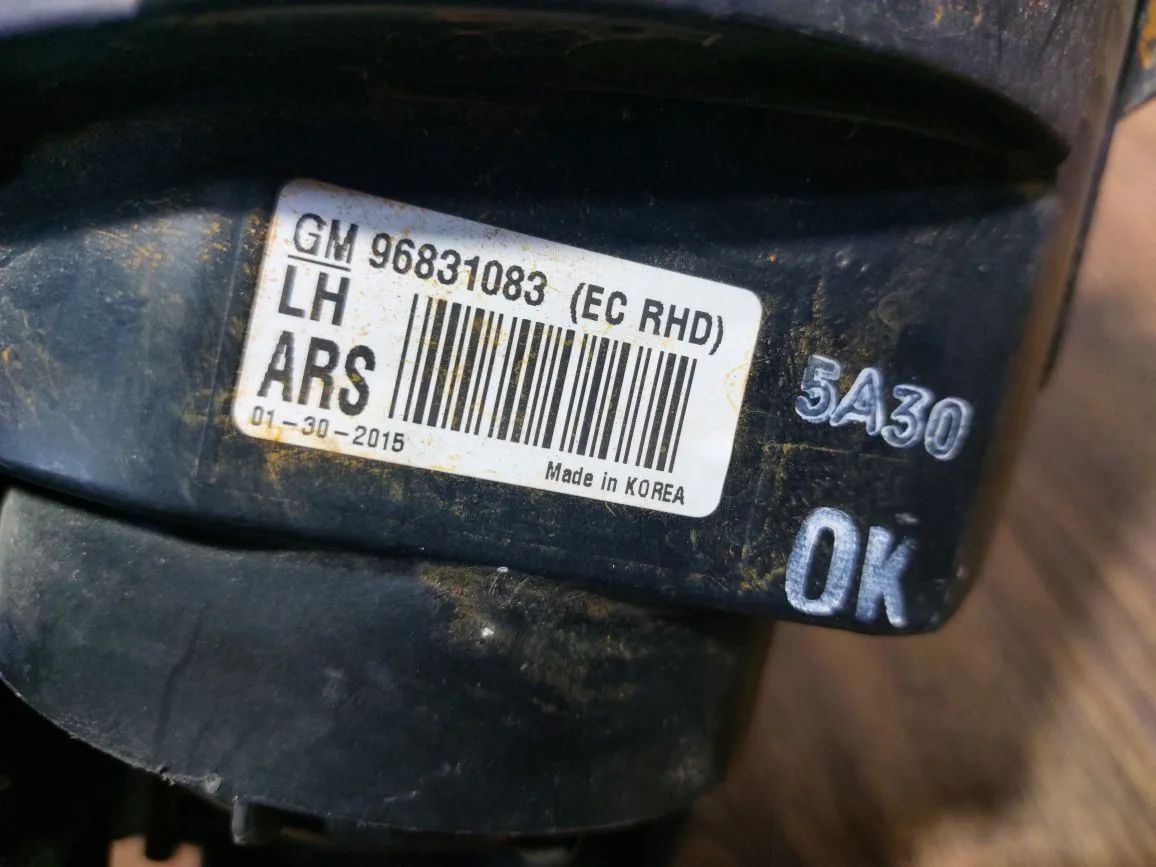 GM 96831083 (EC RHD)
LH
ARS
01-30-2015
Made in KOREA
5A30
OK